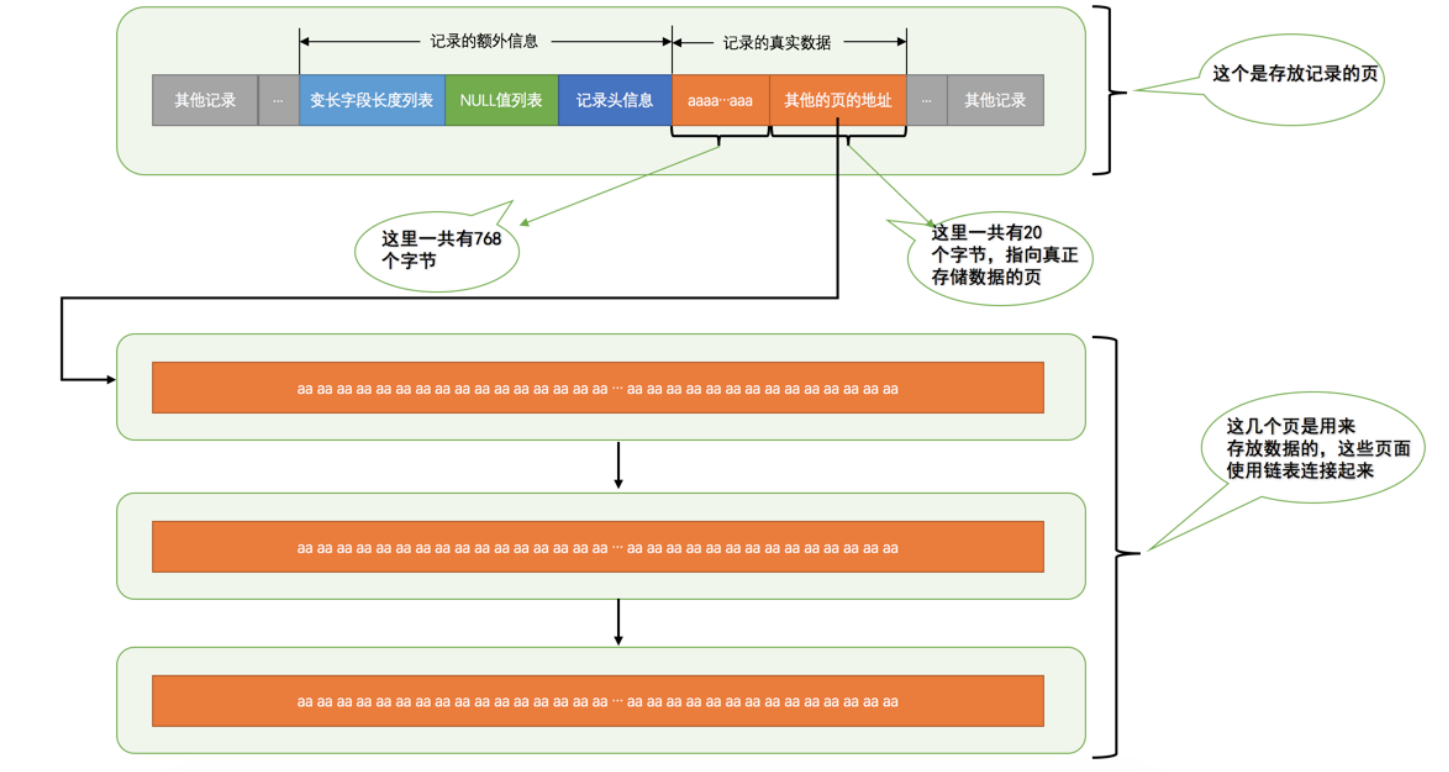 记录的额外信息
记录的真实数据
其他记录
...
变长字段长度列表
NULL值列表
记录头信息
aaaa···aaa
其他的页的地址
...
其他记录
这个是存放记录的页
这里一共有768
个字节
这里一共有20
个字节，指向真正
存储数据的页
aa aa aa aa aa aa aa aa aa aa aa aa aa aa aa aa ··· aa aa aa aa aa aa aa aa aa aa aa aa aa aa
这几个页是用来
存放数据的，这些页面
使用链表连接起来
aa aa aa aa aa aa aa aa aa aa aa aa aa aa aa aa ··· aa aa aa aa aa aa aa aa aa aa aa aa aa aa
aa aa aa aa aa aa aa aa aa aa aa aa aa aa aa aa ··· aa aa aa aa aa aa aa aa aa aa aa aa aa aa